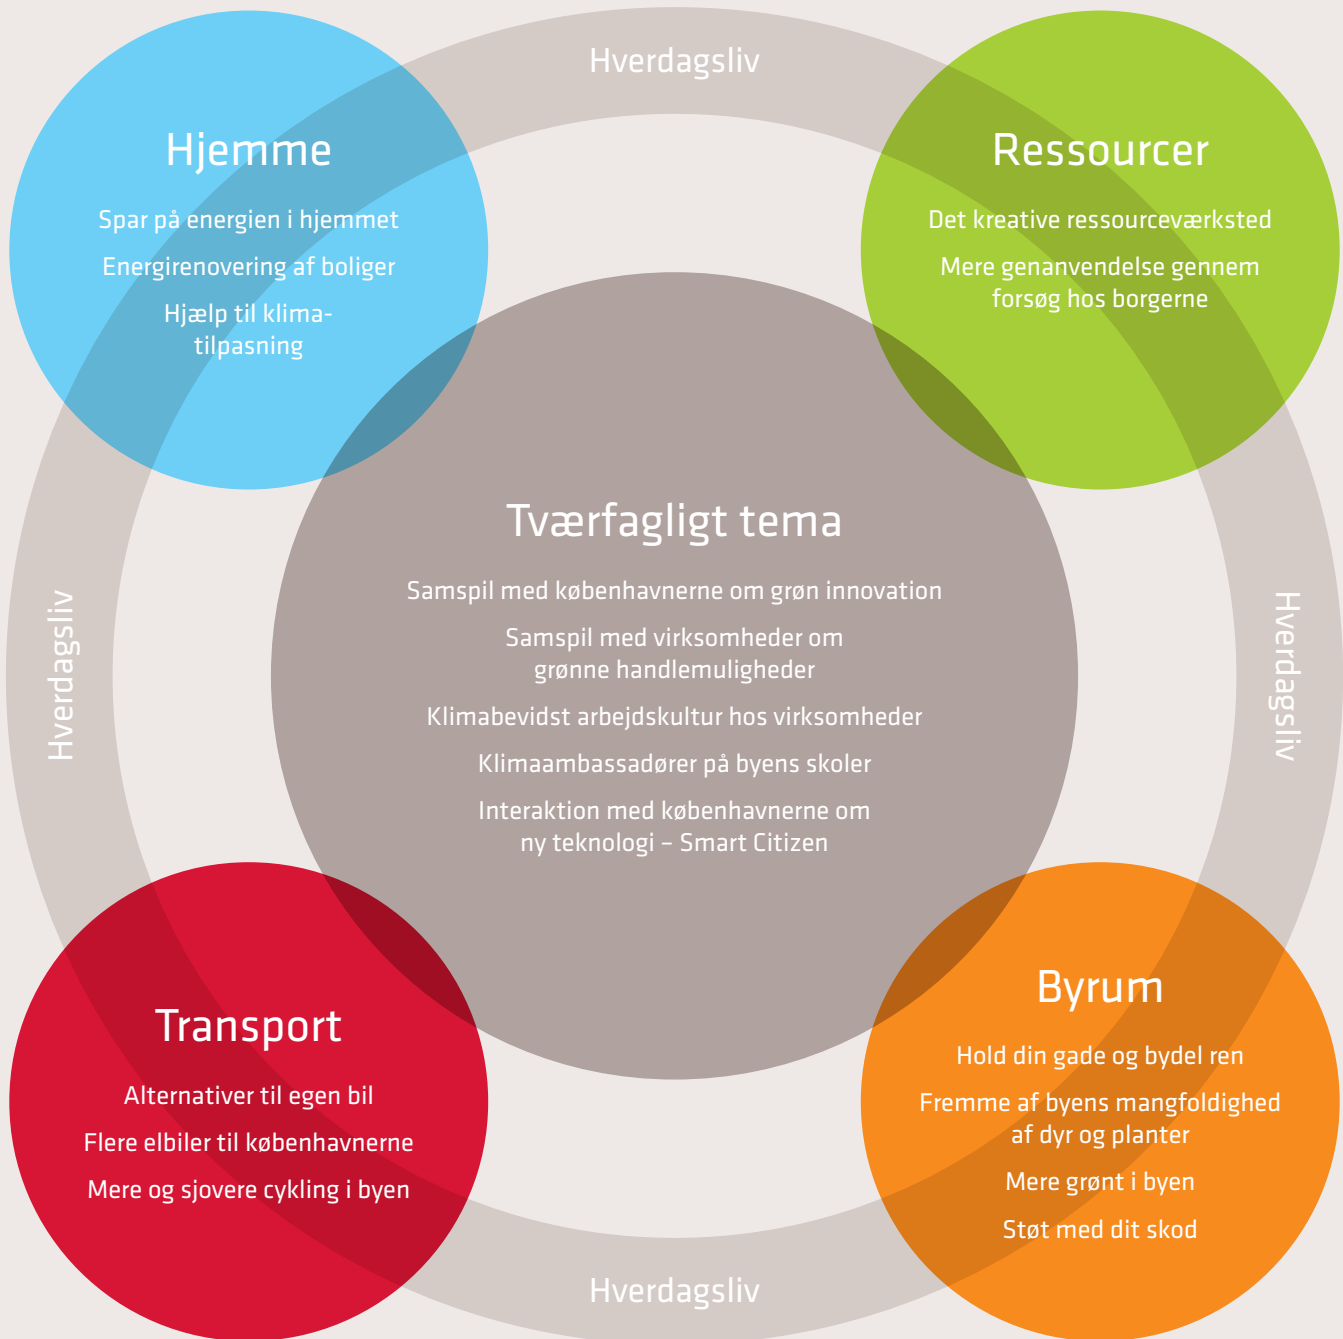 Hverdagsliv
Hjemme
Spar på energien i hjemmet
Energirenovering af boliger
Hjælp til klima-
tilpasning
Ressourcer
Det kreative ressourceværksted
Mere genanvendelse gennem
forsøg hos borgerne
Tværfagligt tema
Samspil med københavnerne om grøn innovation
Samspil med virksomheder om
grønne handlemuligheder
Klimabevidst arbejdskultur hos virksomheder
Klimaambassadører på byens skoler
Interaktion med københavnerne om
ny teknologi – Smart Citizen
Hverdagsliv
Hverdagsliv
Transport
Alternativer til egen bil
Flere elbiler til københavnerne
Mere og sjovere cykling i byen
Byrum
Hold din gade og bydel ren
Fremme af byens mangfoldighed
af dyr og planter
Mere grønt i byen
Støt med dit skod
Hverdagsliv